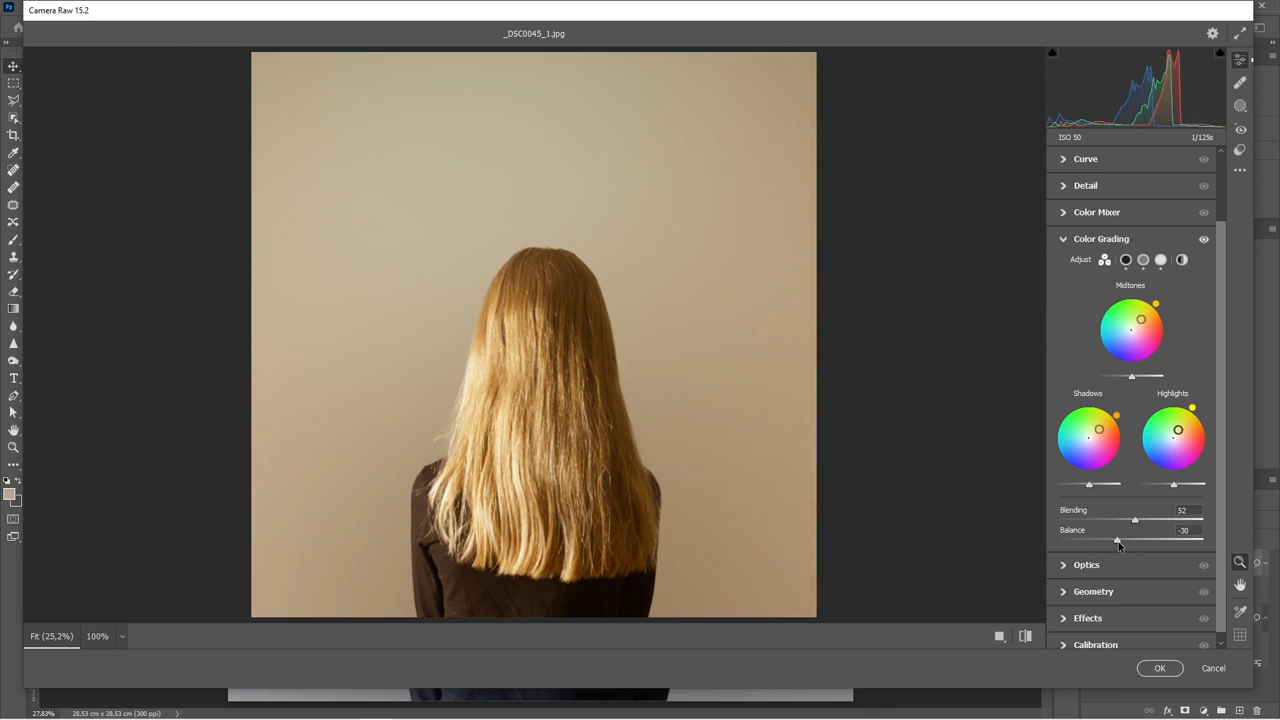 Ps
Camera Raw 15.2
_DSC0045_1.jpg
ISO 50 1/125s
Curve
Detail
Color Mixer
Color Grading
Adjust
Midtones
Shadows Highlights
Blending 52
Balance -30
Optics
Geometry
Effects
Calibration
Fit (25,2%) 100%
OK Cancel
27,83% 28,53 cm x 28,53 cm (300 ppi)